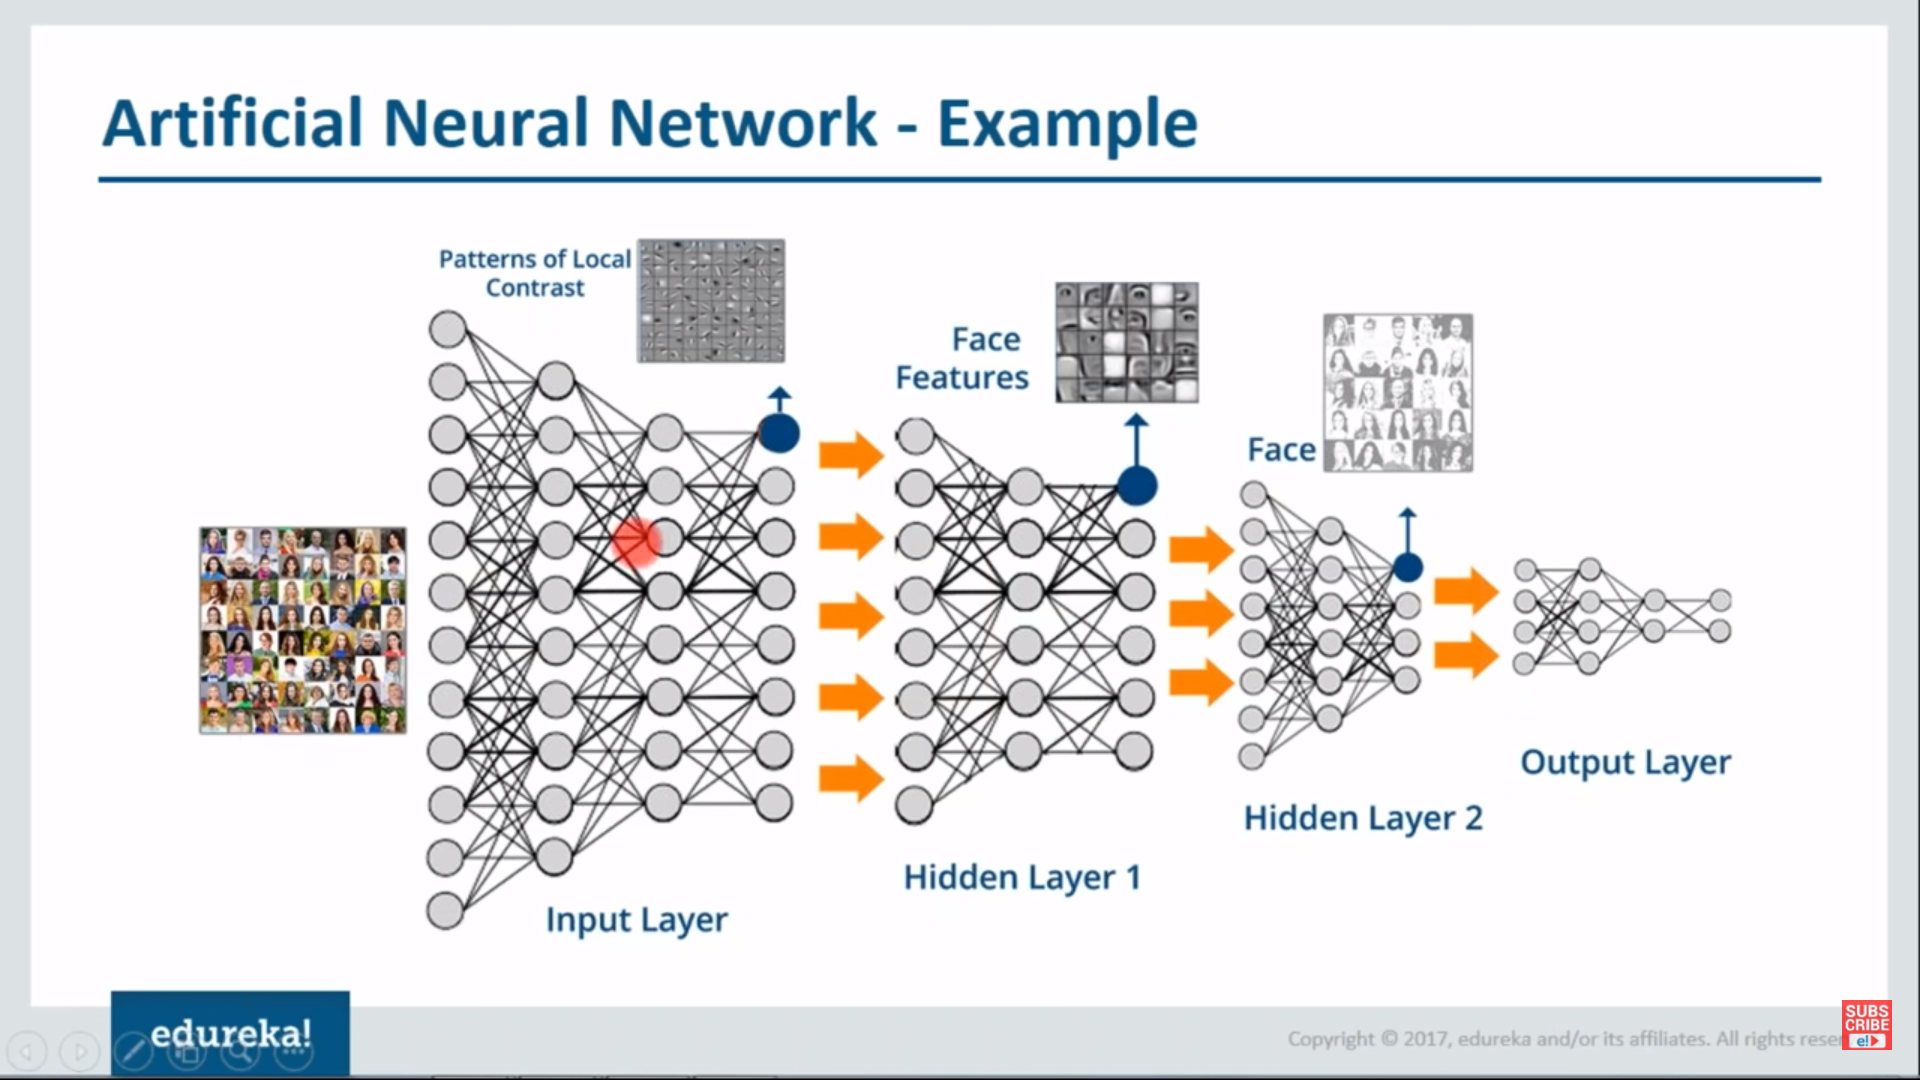 Artificial Neural Network - Example
Patterns of Local
Contrast
Face
Features
Face
Input Layer
Hidden Layer 1
Hidden Layer 2
Output Layer
edureka!
Copyright © 2017, edureka and/or its affiliates. All rights
SUBS
CRIBE
e!